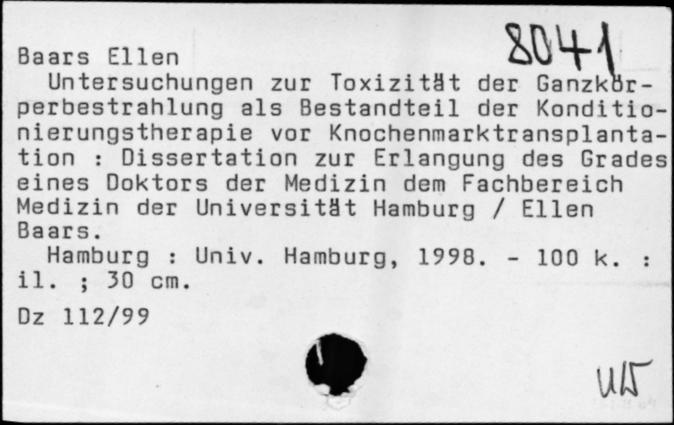 8041
Baars Ellen
Untersuchungen zur Toxizität der Ganzkör-
perbestrahlung als Bestandteil der Konditio-
nierungstherapie vor Knochenmarktransplanta-
tion : Dissertation zur Erlangung des Grades
eines Doktors der Medizin dem Fachbereich
Medizin der Universität Hamburg / Ellen
Baars.
Hamburg : Univ. Hamburg, 1998. - 100 k. :
il. ; 30 cm.
Dz 112/99